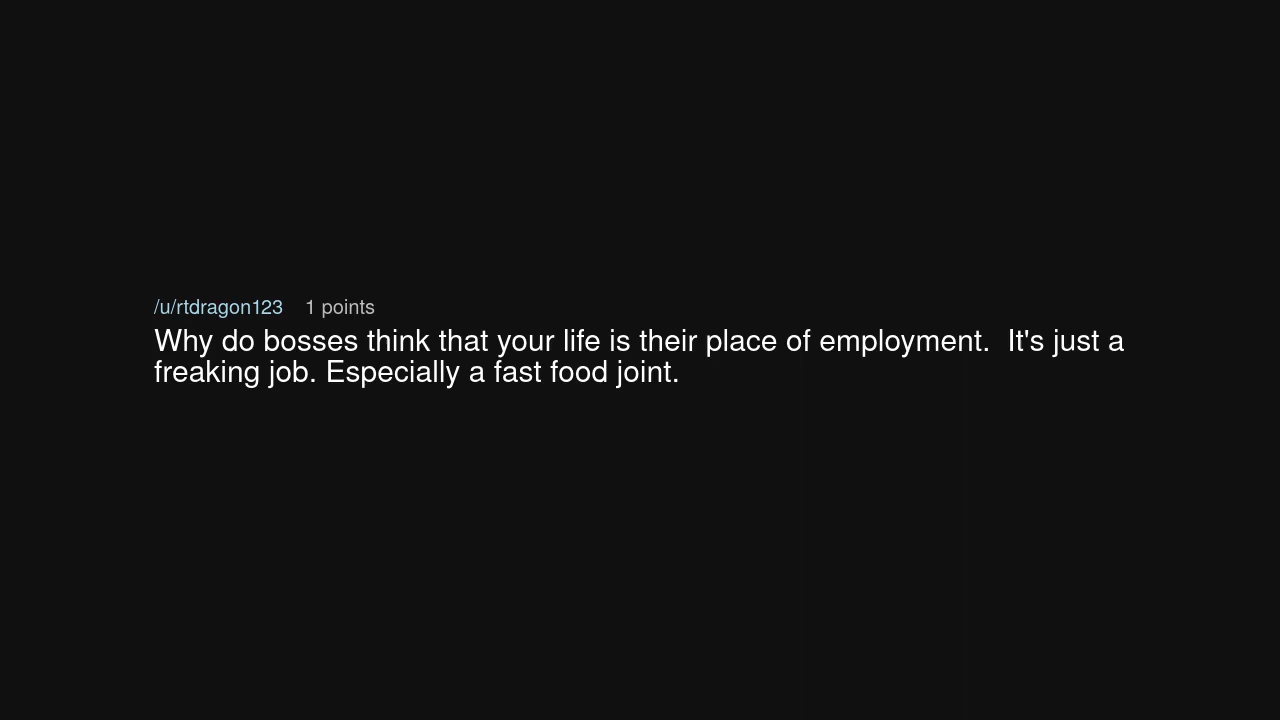 /u/rtdragon123 1 points
Why do bosses think that your life is their place of employment.  It's just a
freaking job. Especially a fast food joint.